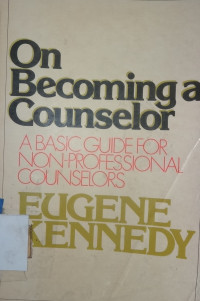 On
Becoming a
Counselor
A BASIC GUIDE FOR
NON-PROFESSIONAL
COUNSELORS
EUGENE
KENNEDY